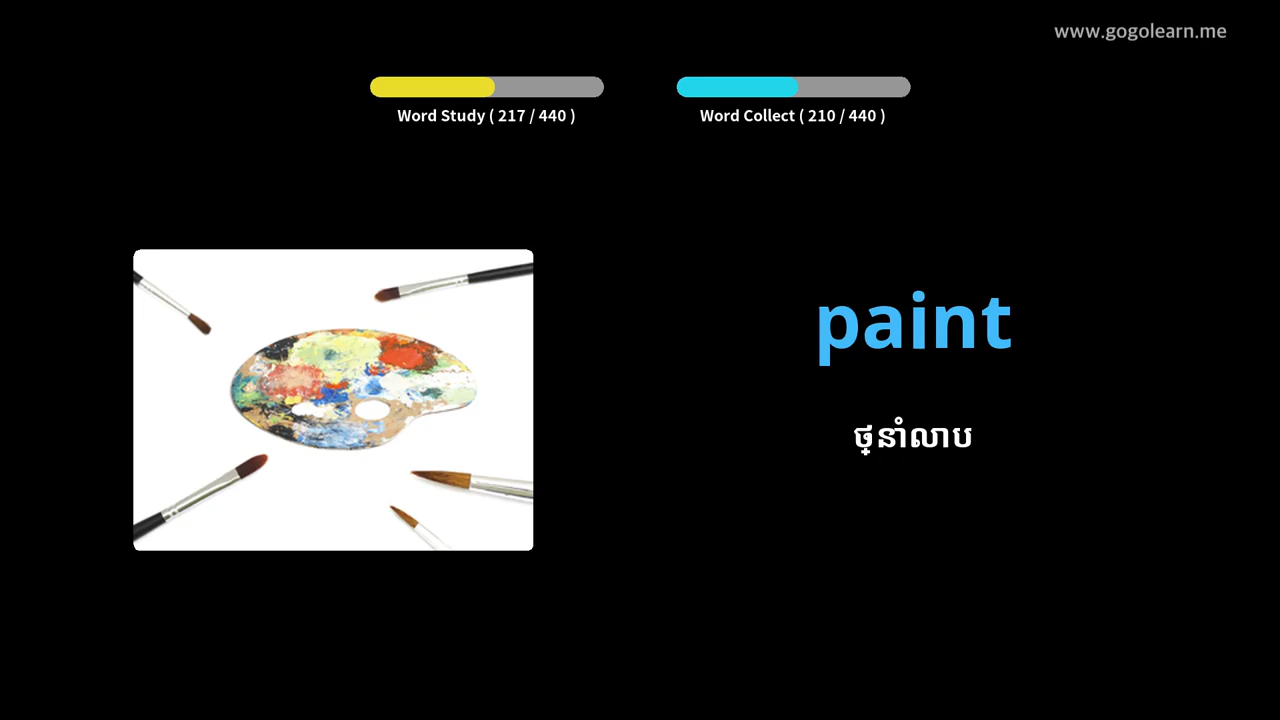 www.gogolearn.me
Word Study ( 217 / 440 )
Word Collect ( 210 / 440 )
paint
ថ្នាំលាប